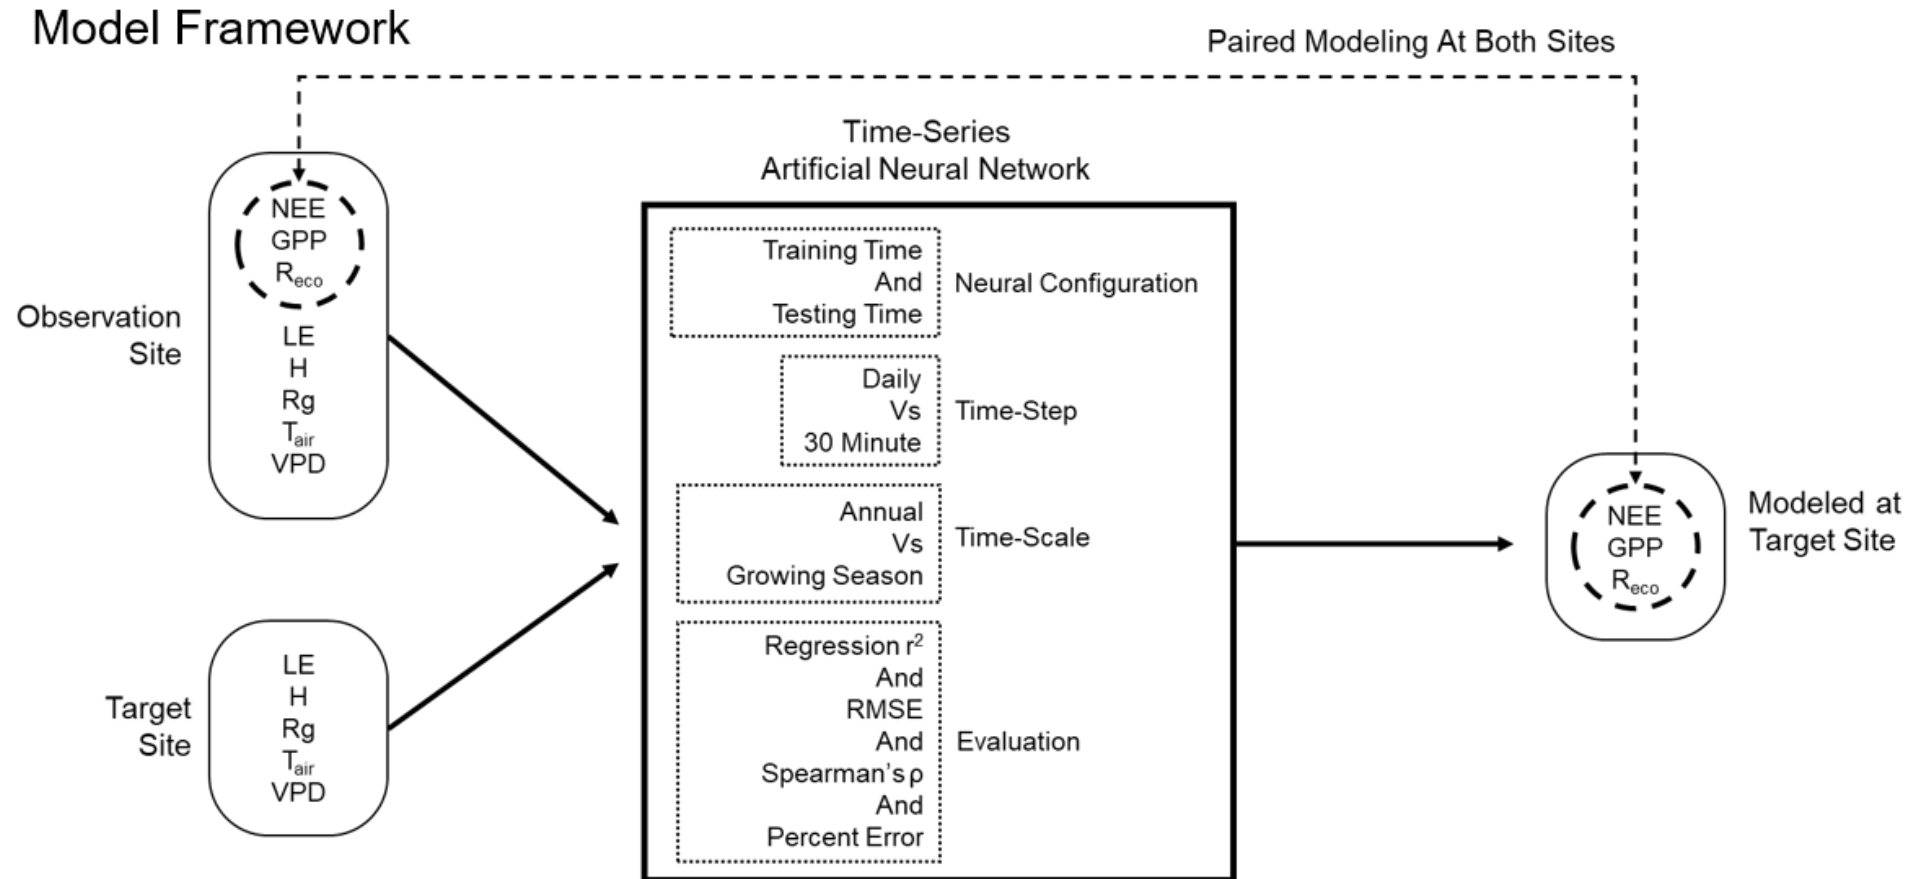 Model Framework
Paired Modeling At Both Sites
Time-Series
Artificial Neural Network
Observation
Site
NEE
GPP
Reco
LE
H
Rg
Tair
VPD
Target
Site
LE
H
Rg
Tair
VPD
Training Time
And
Testing Time
Neural Configuration
Daily
Vs
30 Minute
Time-Step
Annual
Vs
Growing Season
Time-Scale
Regression r²
And
RMSE
And
Spearman's ρ
And
Percent Error
Evaluation
NEE
GPP
Reco
Modeled at
Target Site